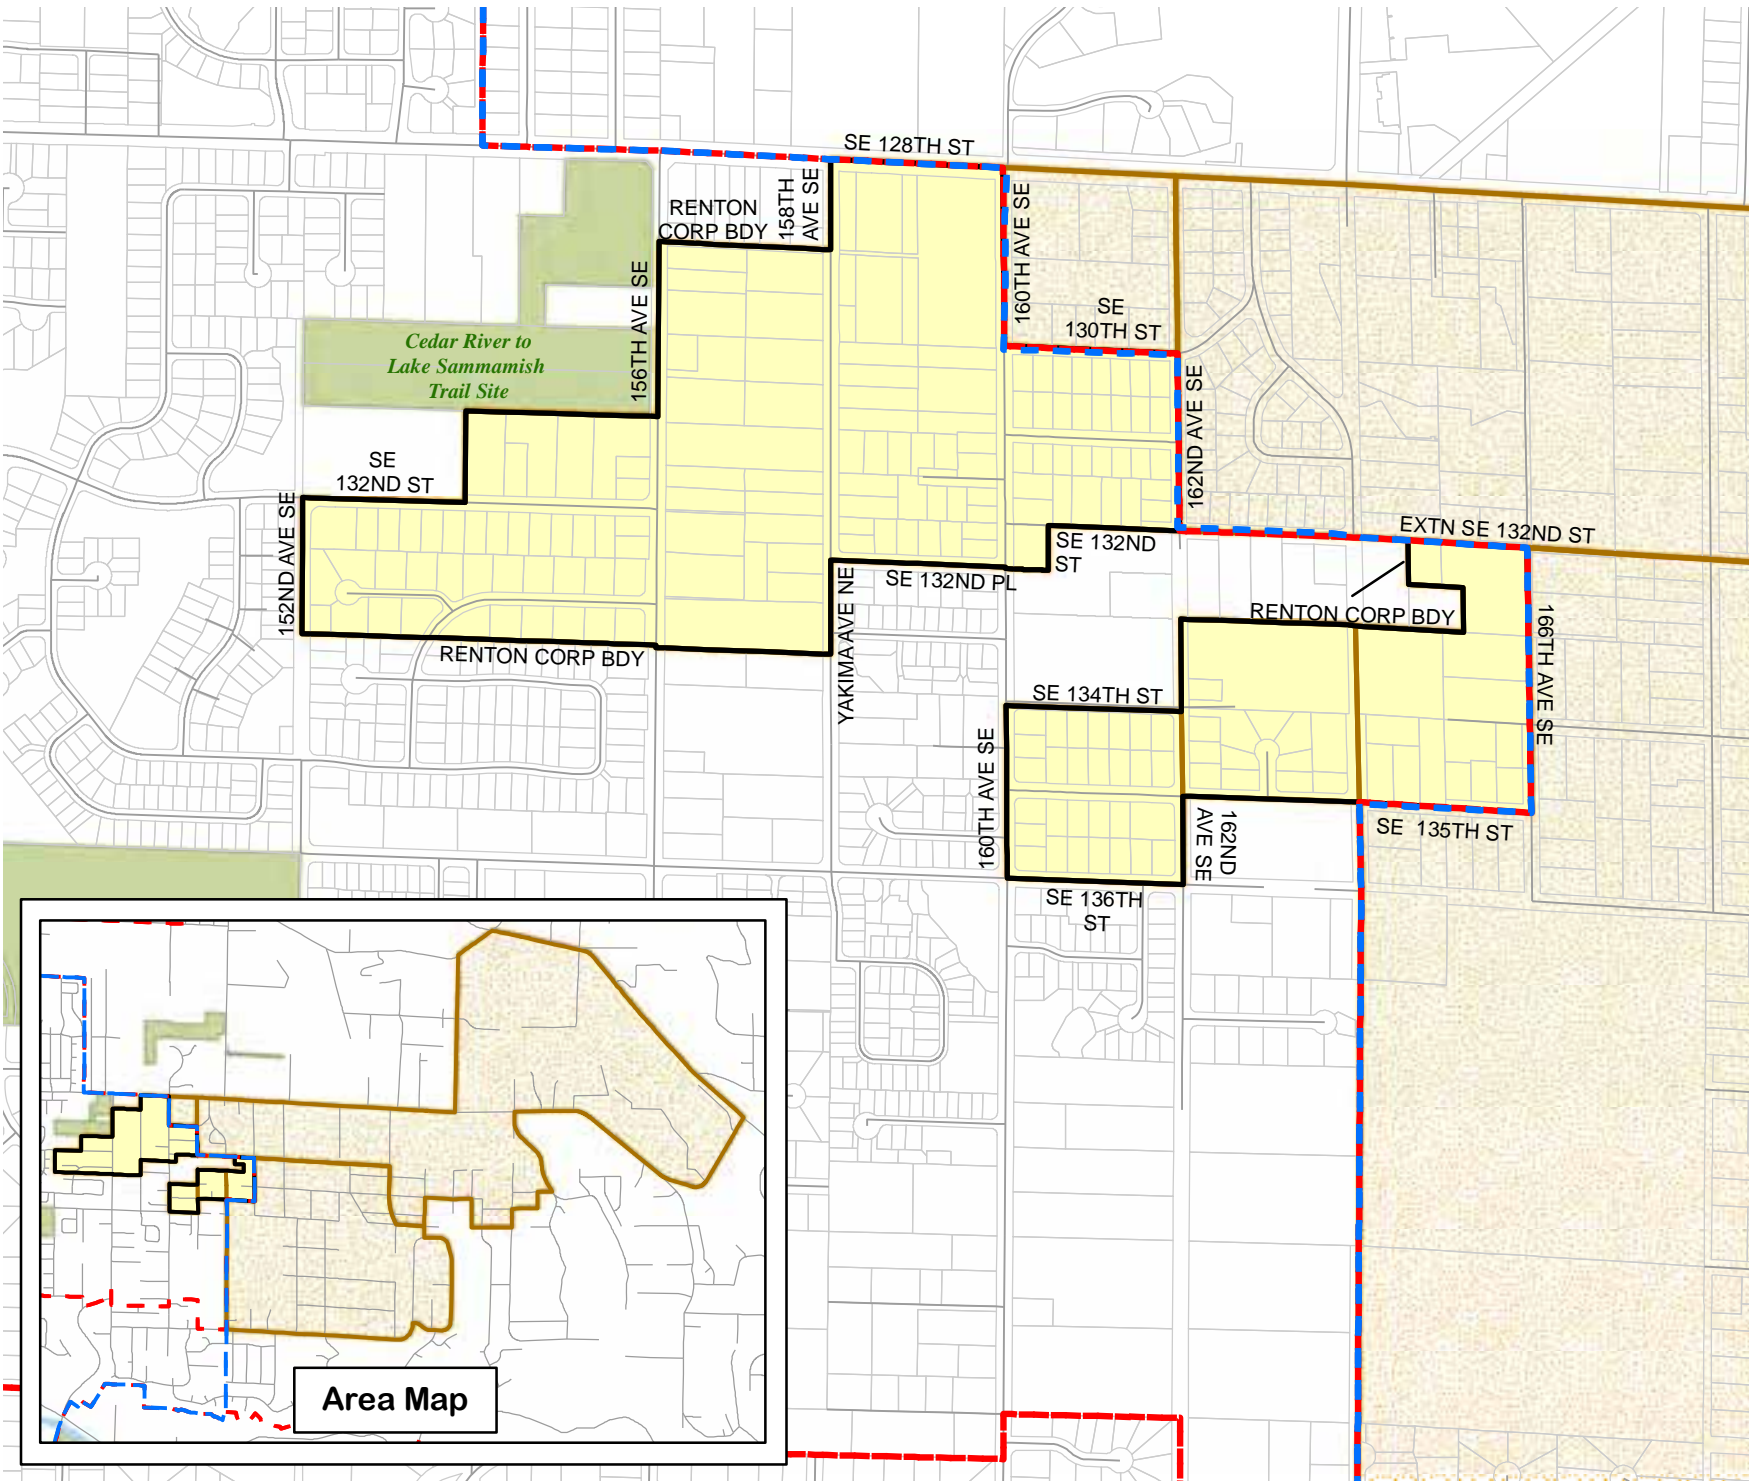 SE 128TH ST
158TH
AVE SE
RENTON
CORP BDY
160TH AVE SE
156TH AVE SE
SE
130TH ST
Cedar River to
Lake Sammamish
Trail Site
162ND AVE SE
SE
132ND ST
152ND AVE SE
EXTN SE 132ND ST
SE 132ND
ST
SE 132ND PL
YAKIMA AVE NE
RENTON CORP BDY
166TH AVE SE
RENTON CORP BDY
SE 134TH ST
160TH AVE SE
162ND
AVE SE
SE 135TH ST
SE 136TH
ST
Area Map